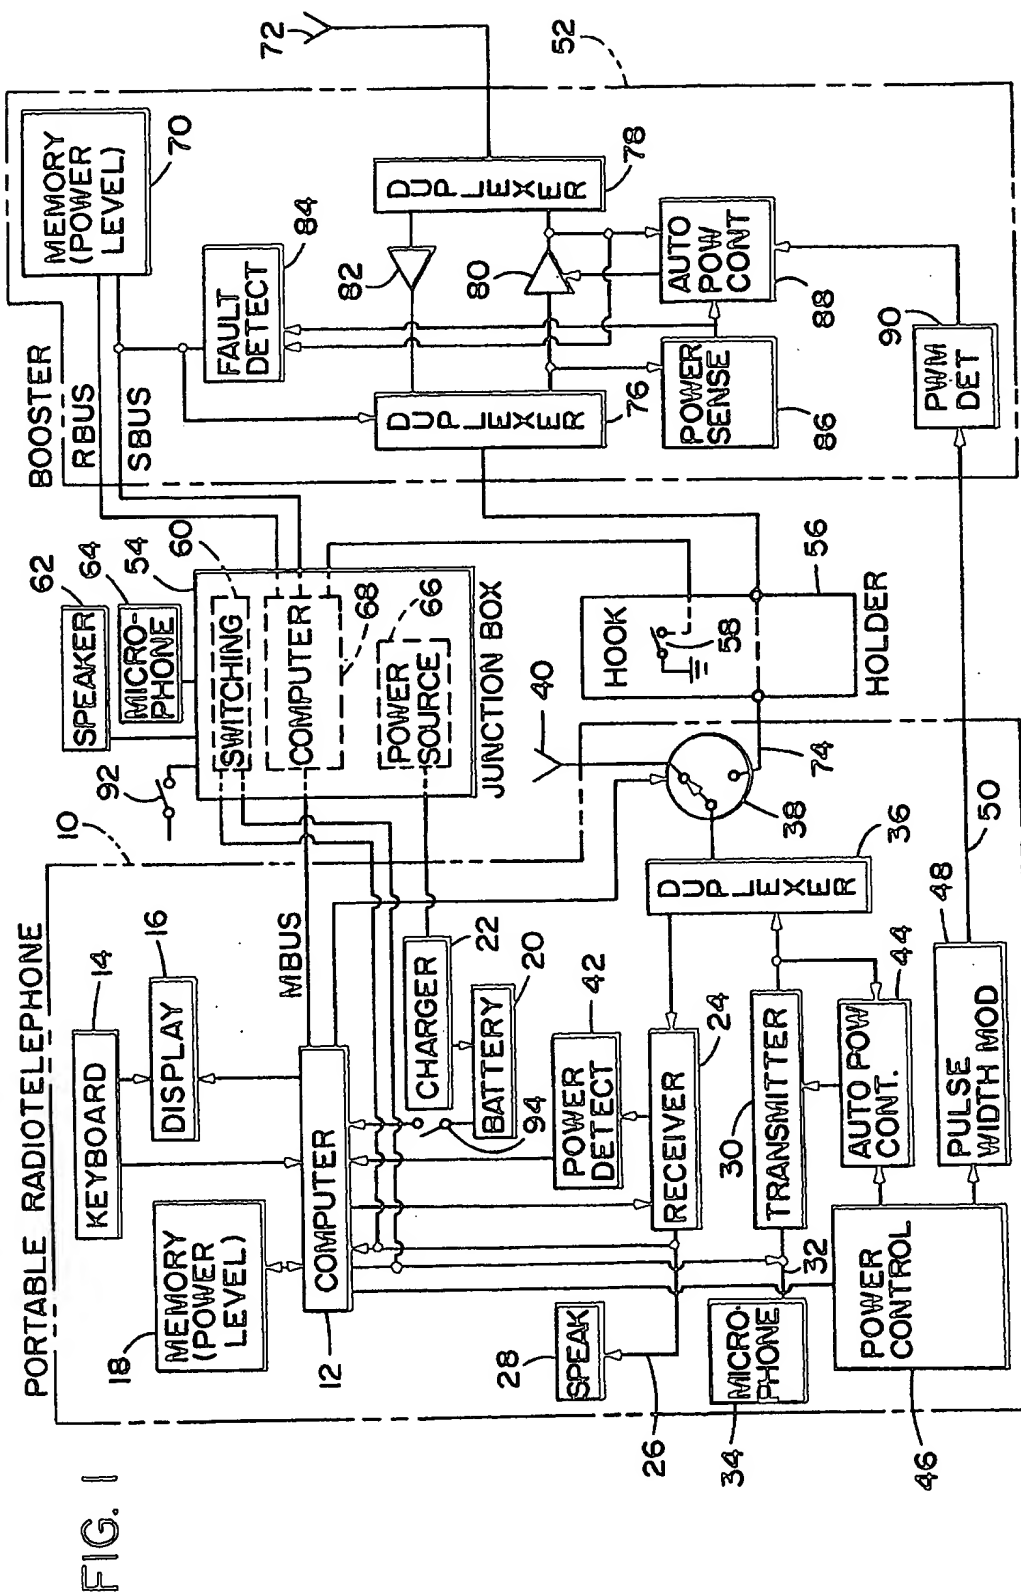 FIG. 1
PORTABLE RADIOTELEPHONE
10
KEYBOARD
14
DISPLAY
16
MEMORY
(POWER
LEVEL)
18
COMPUTER
12
MBUS
CHARGER
22
BATTERY
20
94
POWER
DETECT
42
SPEAK
28
26
RECEIVER
24
MICRO-
PHONE
34
32
30
TRANSMITTER
DUPLEXER
36
38
40
74
AUTO POW
CONT.
44
POWER
CONTROL
46
PULSE
WIDTH MOD
48
50
92
SPEAKER
62
MICRO-
PHONE
64
54
SWITCHING
60
COMPUTER
68
POWER
SOURCE
66
JUNCTION BOX
HOOK
58
56
HOLDER
BOOSTER
RBUS
SBUS
MEMORY
(POWER
LEVEL)
70
FAULT
DETECT
84
72
52
DUPLEXER
78
82
80
DUPLEXER
76
AUTO
POW
CONT
88
POWER
SENSE
86
PWM
DET
90